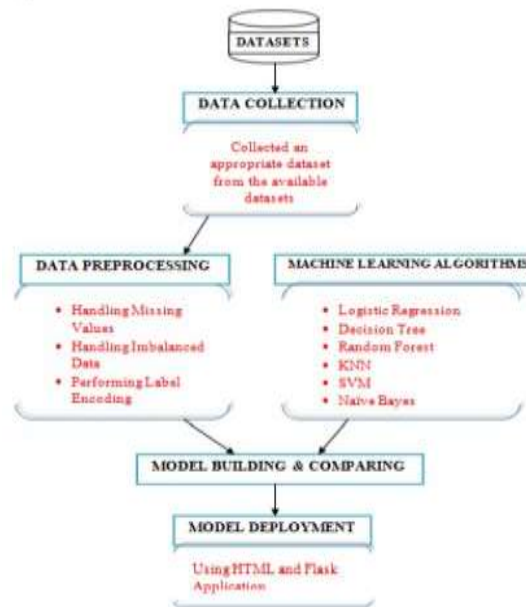 DATASETS
DATA COLLECTION
Collected an
appropriate dataset
from the available
datasets
DATA PREPROCESSING
• Handling Missing
Values
• Handling Imbalanced
Data
• Performing Label
Encoding
MACHINE LEARNING ALGORITHMS
• Logistic Regression
• Decision Tree
• Random Forest
• KNN
• SVM
• Naïve Bayes
MODEL BUILDING & COMPARING
MODEL DEPLOYMENT
Using HTML and Flask
Application